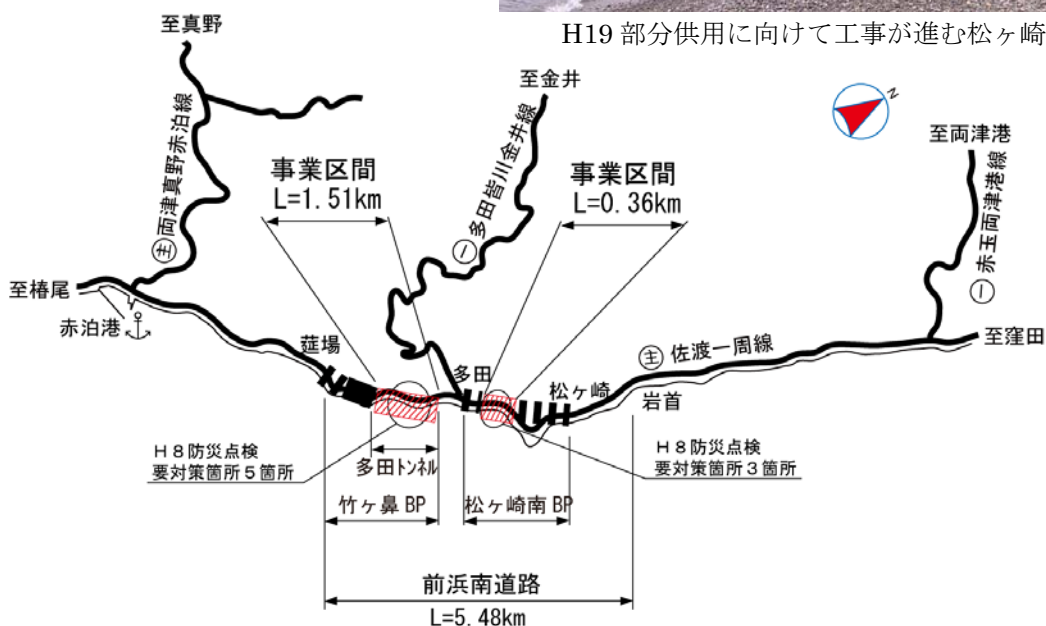 H19 部分供用に向けて工事が進む松ヶ崎
至真野
至金井
N
至両津港
主 両津真野赤泊線
事業区間
L=1.51km
一 多田皆川金井線
事業区間
L=0.36km
一 赤玉両津港線
至椿尾
赤泊港
莚場
多田
松ヶ崎
主 佐渡一周線
岩首
至窪田
H8防災点検
要対策箇所5箇所
多田トンネル
H8防災点検
要対策箇所3箇所
竹ヶ鼻 BP
松ヶ崎南 BP
前浜南道路
L=5.48km